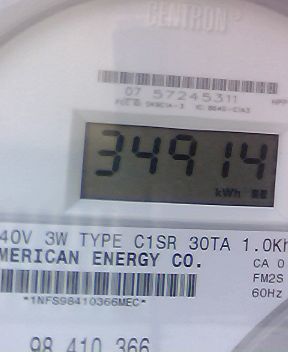 CENTRON®
07 57245311
34914
kWh
40V 3W TYPE C1SR 30TA 1.0Kh
MERICAN ENERGY CO.
CA 0
FM2S
60Hz
*1NFS98410366MEC*
98 410 366